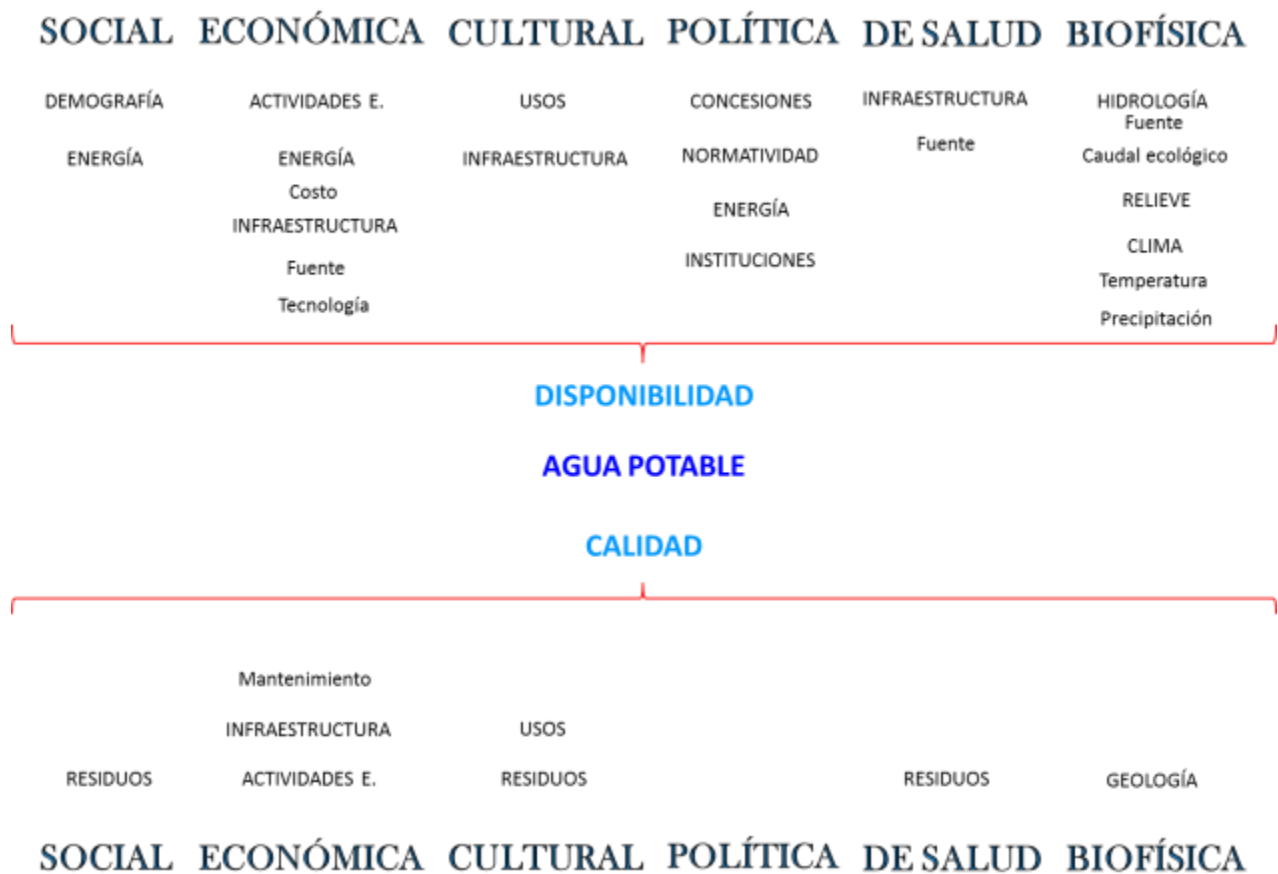 SOCIAL ECONÓMICA CULTURAL POLÍTICA DE SALUD BIOFÍSICA
DEMOGRAFÍA ACTIVIDADES E. USOS CONCESIONES INFRAESTRUCTURA HIDROLOGÍA
Fuente
ENERGÍA ENERGÍA INFRAESTRUCTURA NORMATIVIDAD Fuente Caudal ecológico
Costo
ENERGÍA RELIEVE
INFRAESTRUCTURA
INSTITUCIONES CLIMA
Fuente Temperatura
Tecnología Precipitación
DISPONIBILIDAD
AGUA POTABLE
CALIDAD
Mantenimiento
INFRAESTRUCTURA USOS
RESIDUOS ACTIVIDADES E. RESIDUOS RESIDUOS GEOLOGÍA
SOCIAL ECONÓMICA CULTURAL POLÍTICA DE SALUD BIOFÍSICA